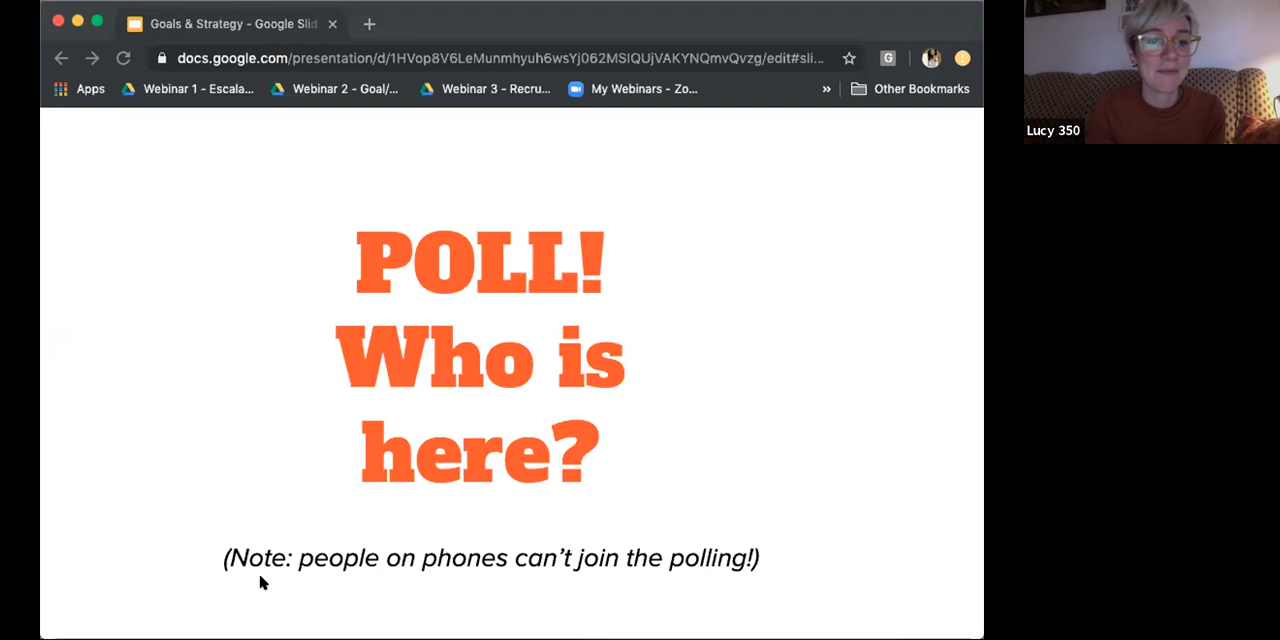 Goals & Strategy - Google Slid
docs.google.com/presentation/d/1HVop8V6LeMunmhyuh6wsYj062MSIQUjVAKYNQmvQvzg/edit#sli...
G
Apps
Webinar 1 - Escala...
Webinar 2 - Goal/...
Webinar 3 - Recru...
My Webinars - Zo...
»
Other Bookmarks
Lucy 350
POLL!
Who is
here?
(Note: people on phones can't join the polling!)